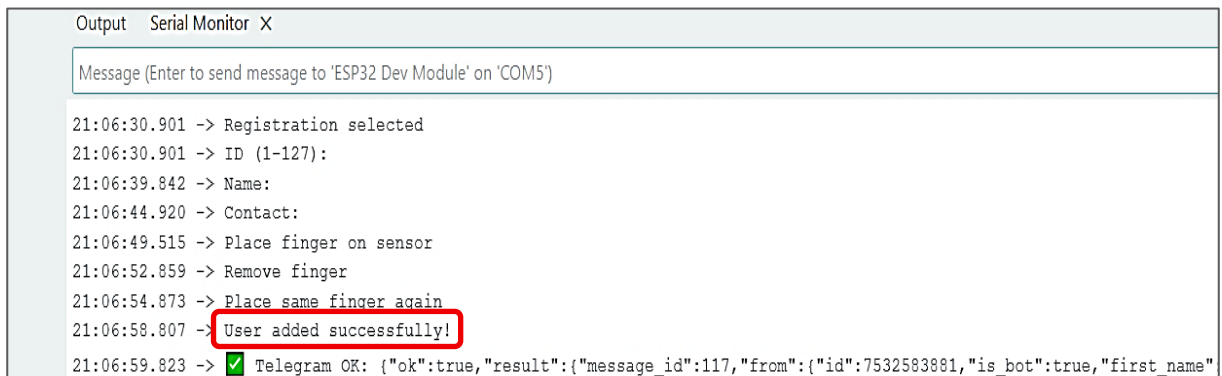 Output Serial Monitor X
Message (Enter to send message to 'ESP32 Dev Module' on 'COM5')
21:06:30.901 -> Registration selected
21:06:30.901 -> ID (1-127):
21:06:39.842 -> Name:
21:06:44.920 -> Contact:
21:06:49.515 -> Place finger on sensor
21:06:52.859 -> Remove finger
21:06:54.873 -> Place same finger again
21:06:58.807 -> User added successfully!
21:06:59.823 -> ✅ Telegram OK: {"ok":true,"result":{"message_id":117,"from":{"id":7532583881,"is_bot":true,"first_name"